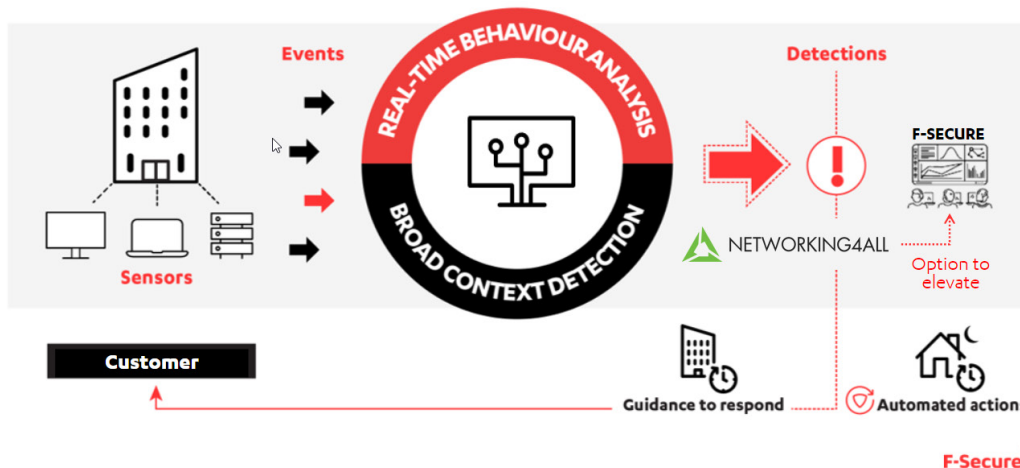 Events
REAL-TIME BEHAVIOUR ANALYSIS
BROAD CONTEXT DETECTION
Detections
F-SECURE
NETWORKING4ALL
Option to
elevate
Sensors
Customer
Guidance to respond
Automated action
F-Secure